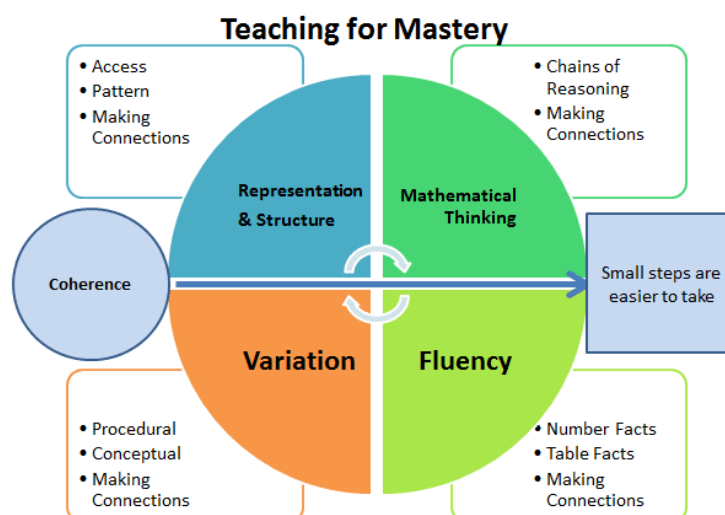 Teaching for Mastery
• Access
• Pattern
• Making
Connections
• Chains of
Reasoning
• Making
Connections
Representation
& Structure
Mathematical
Thinking
Coherence
Small steps are
easier to take
Variation
Fluency
• Procedural
• Conceptual
• Making
Connections
• Number Facts
• Table Facts
• Making
Connections